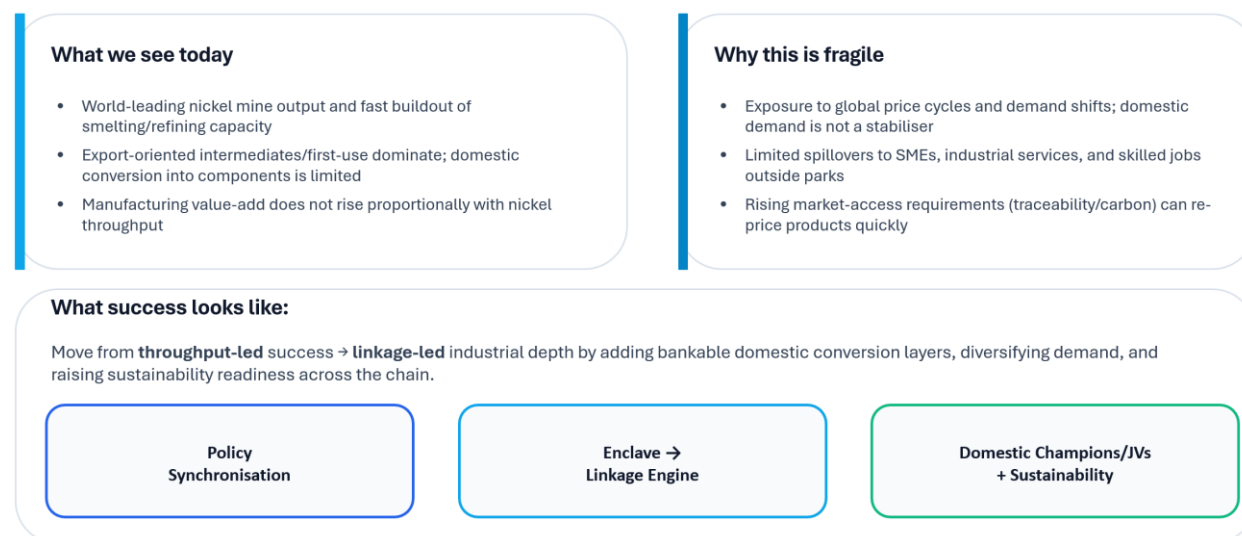 What we see today
• World-leading nickel mine output and fast buildout of
smelting/refining capacity
• Export-oriented intermediates/first-use dominate; domestic
conversion into components is limited
• Manufacturing value-add does not rise proportionally with nickel
throughput
Why this is fragile
• Exposure to global price cycles and demand shifts; domestic
demand is not a stabiliser
• Limited spillovers to SMEs, industrial services, and skilled jobs
outside parks
• Rising market-access requirements (traceability/carbon) can re-
price products quickly
What success looks like:
Move from throughput-led success → linkage-led industrial depth by adding bankable domestic conversion layers, diversifying demand, and
raising sustainability readiness across the chain.
Policy
Synchronisation
Enclave →
Linkage Engine
Domestic Champions/JVs
+ Sustainability